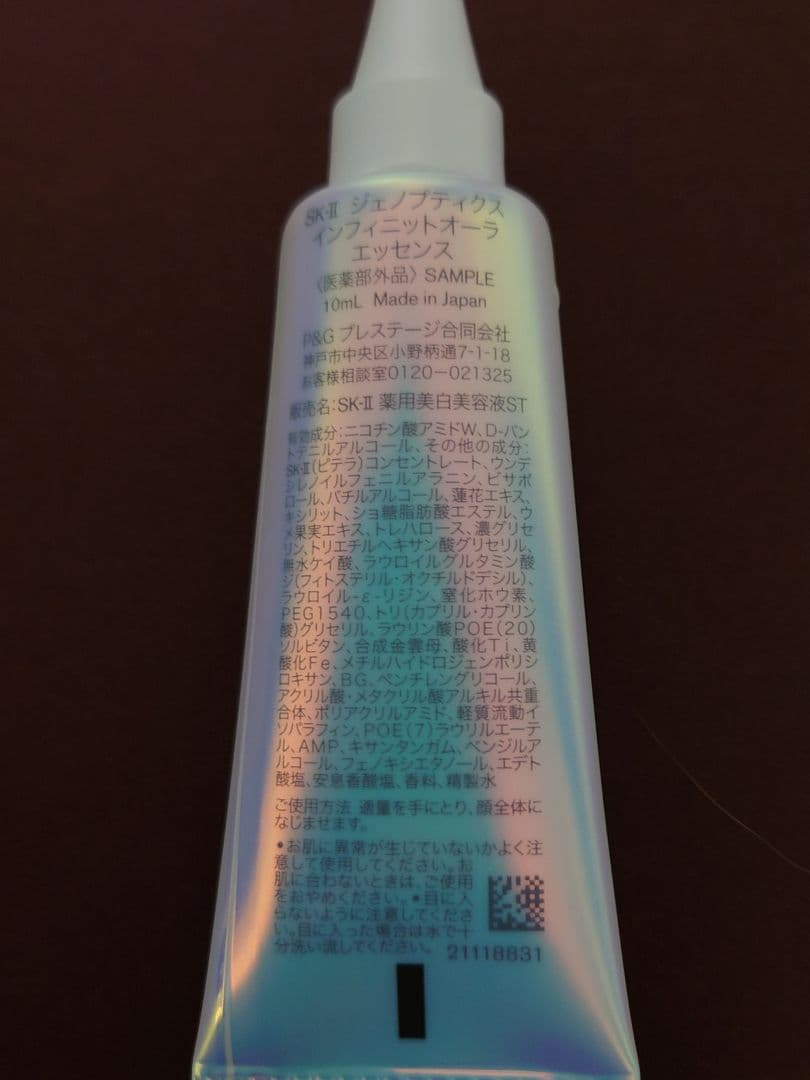 SK-II ジェノプティクス
インフィニットオーラ
エッセンス
〈医薬部外品〉 SAMPLE
10mL Made in Japan
P&G プレステージ合同会社
神戸市中央区小野柄通7-1-18
お客様相談室0120-021325
販売名:SK-II 薬用美白美容液ST
有効成分:ニコチン酸アミドW、D-パン
トテニルアルコール、その他の成分:
SK-II(ピテラ)コンセントレート、ウンデ
シレノイルフェニルアラニン、ビサボ
ロール、バチルアルコール、蓮花エキス、
キシリット、ショ糖脂肪酸エステル、ウ
メ果実エキス、トレハロース、濃グリセ
リン、トリエチルヘキサン酸グリセリル、
無水ケイ酸、ラウロイルグルタミン酸
ジ(フィトステリル・オクチルドデシル)、
ラウロイル-ε-リジン、窒化ホウ素、
PEG1540、トリ(カプリル・カプリン
酸)グリセリル、ラウリン酸POE(20)
ソルビタン、合成金雲母、酸化Ti、黄
酸化Fe、メチルハイドロジェンポリシ
ロキサン、BG、ペンチレングリコール、
アクリル酸・メタクリル酸アルキル共重
合体、ポリアクリルアミド、軽質流動イ
ソパラフィン、POE(7)ラウリルエーテ
ル、AMP、キサンタンガム、ベンジルア
ルコール、フェノキシエタノール、エデト
酸塩、安息香酸塩、香料、精製水
ご使用方法 適量を手にとり、顔全体に
なじませます。
•お肌に異常が生じていないかよく注
意して使用してください。お
肌に合わないときは、ご使用
をおやめください。•目に入
らないように注意してくださ
い。目に入った場合は水で十
分洗い流してください。 21118831